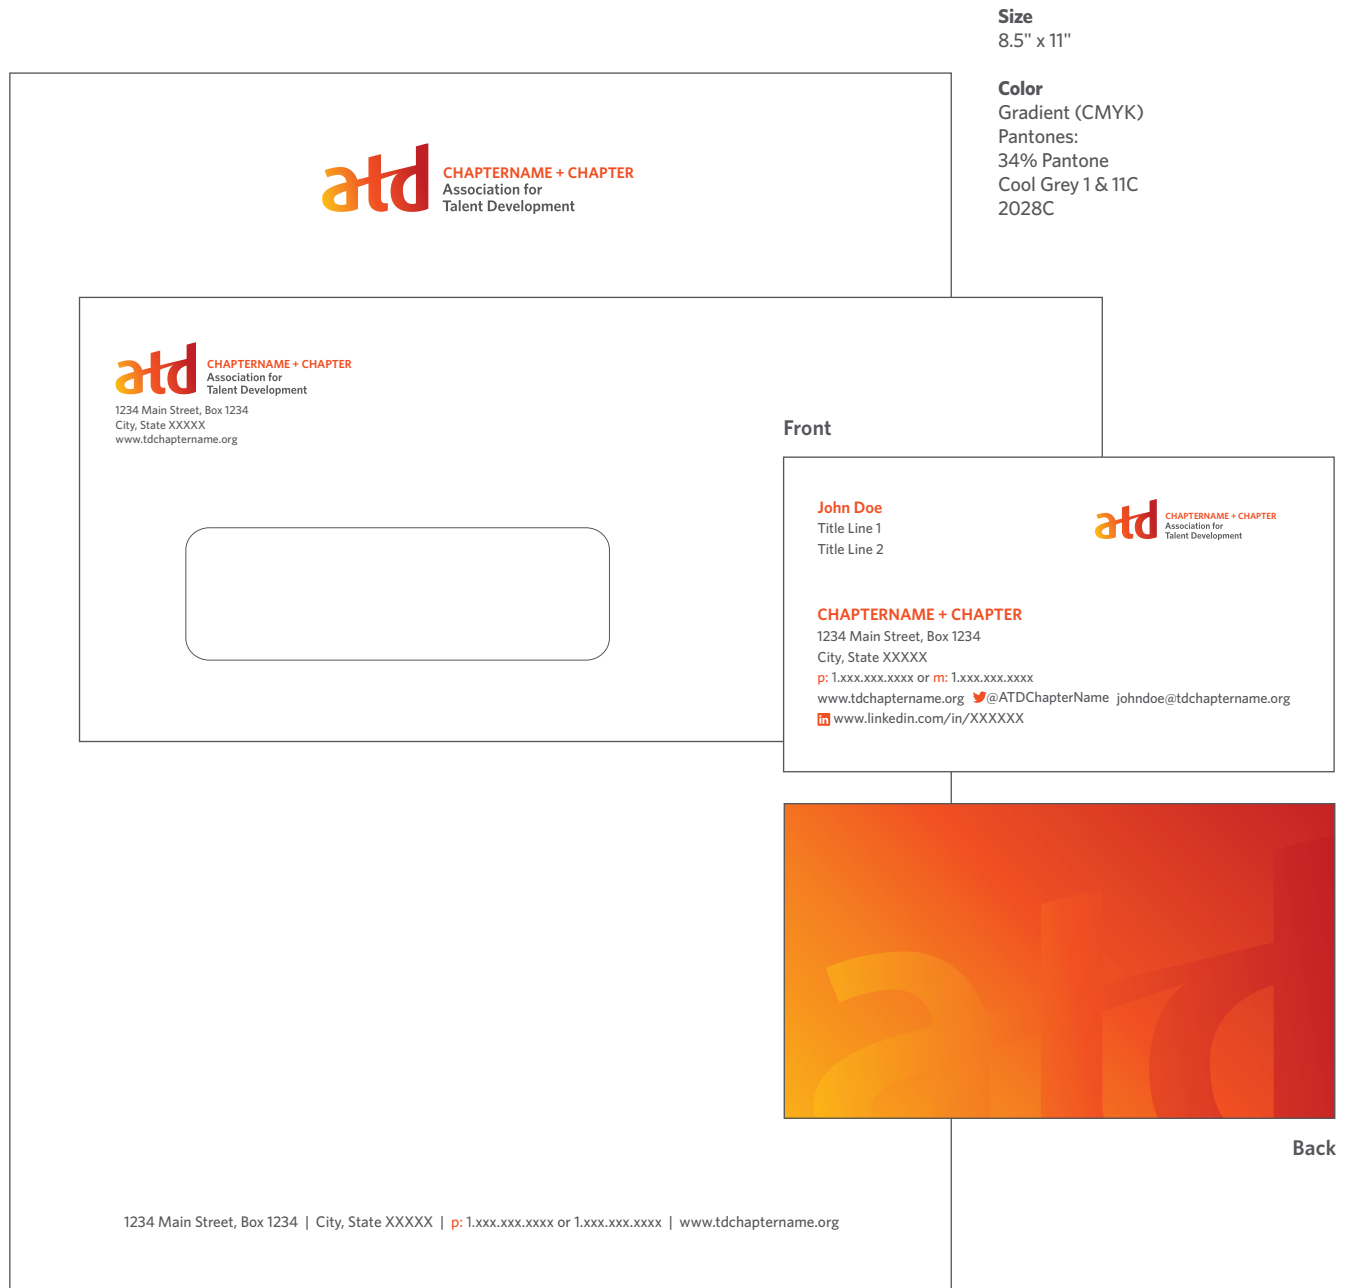 Size
8.5" x 11"
Color
Gradient (CMYK)
Pantones:
34% Pantone
Cool Grey 1 & 11C
2028C
atd
CHAPTERNAME + CHAPTER
Association for
Talent Development
atd
CHAPTERNAME + CHAPTER
Association for
Talent Development
1234 Main Street, Box 1234
City, State XXXXX
www.tdchaptername.org
Front
John Doe
Title Line 1
Title Line 2
atd
CHAPTERNAME + CHAPTER
Association for
Talent Development
CHAPTERNAME + CHAPTER
1234 Main Street, Box 1234
City, State XXXXX
p: 1.xxx.xxx.xxxx or m: 1.xxx.xxx.xxxx
www.tdchaptername.org @ATDChapterName johndoe@tdchaptername.org
in www.linkedin.com/in/XXXXXX
atd
Back
1234 Main Street, Box 1234 | City, State XXXXX | p: 1.xxx.xxx.xxxx or 1.xxx.xxx.xxxx | www.tdchaptername.org